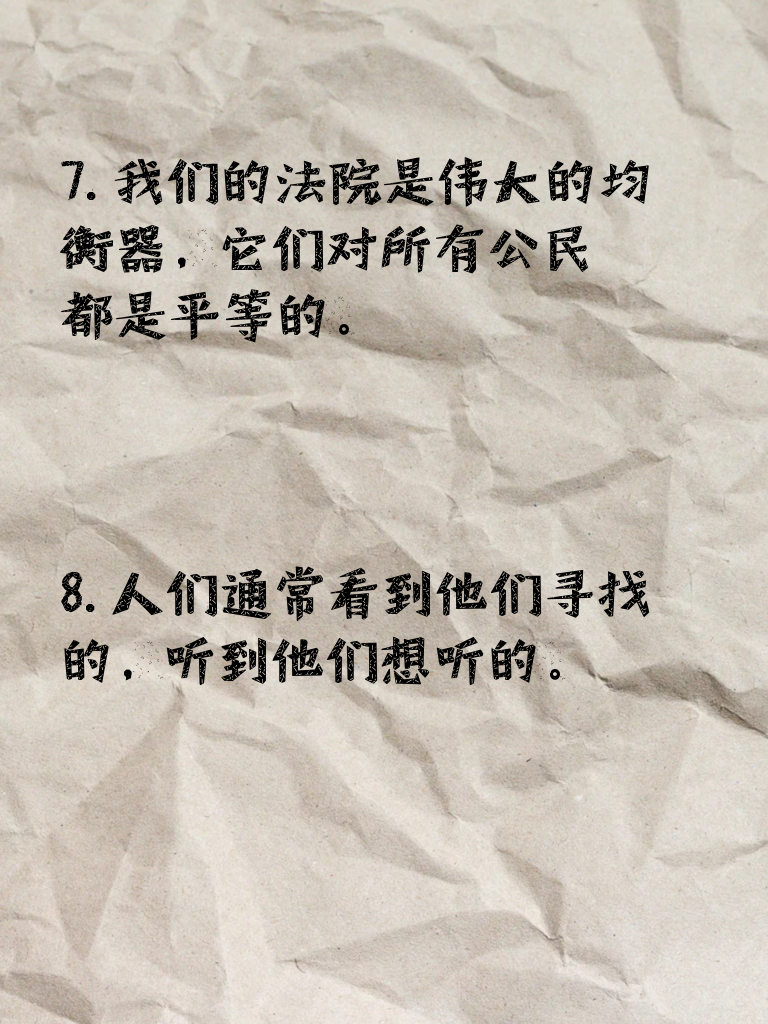 7. 我们的法院是伟大的均
衡器，它们对所有公民
都是平等的。
8. 人们通常看到他们寻找
的，听到他们想听的。